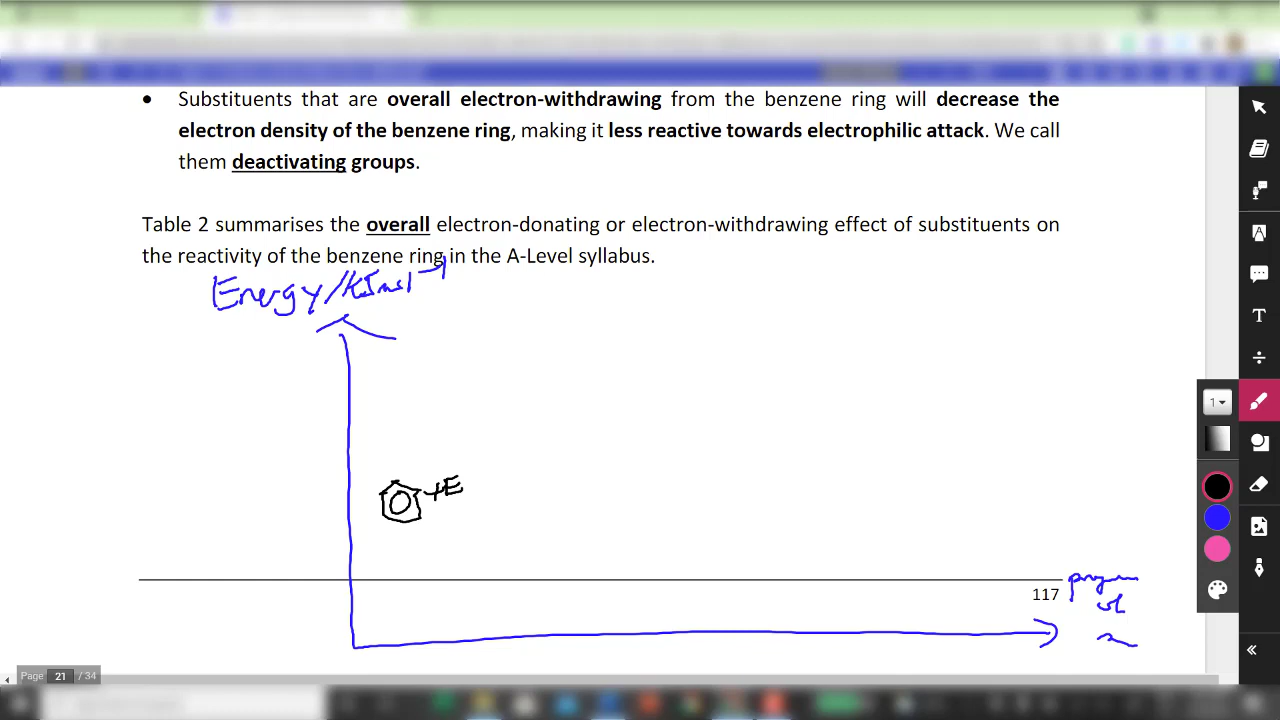 • Substituents that are overall electron-withdrawing from the benzene ring will decrease the
electron density of the benzene ring, making it less reactive towards electrophilic attack. We call
them deactivating groups.
Table 2 summarises the overall electron-donating or electron-withdrawing effect of substituents on
the reactivity of the benzene ring in the A-Level syllabus.
Energy/kJmol⁻¹
+E
117
Page 21 / 34
T
1